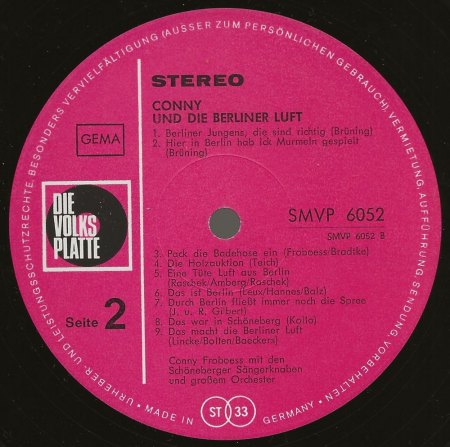 URHEBER- UND LEISTUNGSSCHUTZRECHTE, BESONDERS VERVIELFÄLTIGUNG (AUSSER ZUM PERSÖNLICHEN GEBRAUCH), VERMIETUNG, AUFFÜHRUNG, SENDUNG, VORBEHALTEN
STEREO
CONNY
UND DIE BERLINER LUFT
GEMA
1. Berliner Jungens, die sind richtig (Brüning)
2. Hier in Berlin hab ick Murmeln gespielt
(Brüning)
DIE
VOLKS
PLATTE
SMVP 6052
SMVP 6052 B
Seite 2
3. Pack die Badehose ein (Froboess/Bradtke)
4. Die Holzauktion (Teich)
5. Eine Tüte Luft aus Berlin
(Raschek/Amberg/Raschek)
6. Das ist Berlin (Leux/Hannes/Balz)
7. Durch Berlin fließt immer noch die Spree
(J. u. R. Gilbert)
8. Das war in Schöneberg (Kollo)
9. Das macht die Berliner Luft
(Lincke/Bolten/Baeckers)
Conny Froboess mit den
Schöneberger Sängerknaben
und großem Orchester
MADE IN GERMANY
ST 33